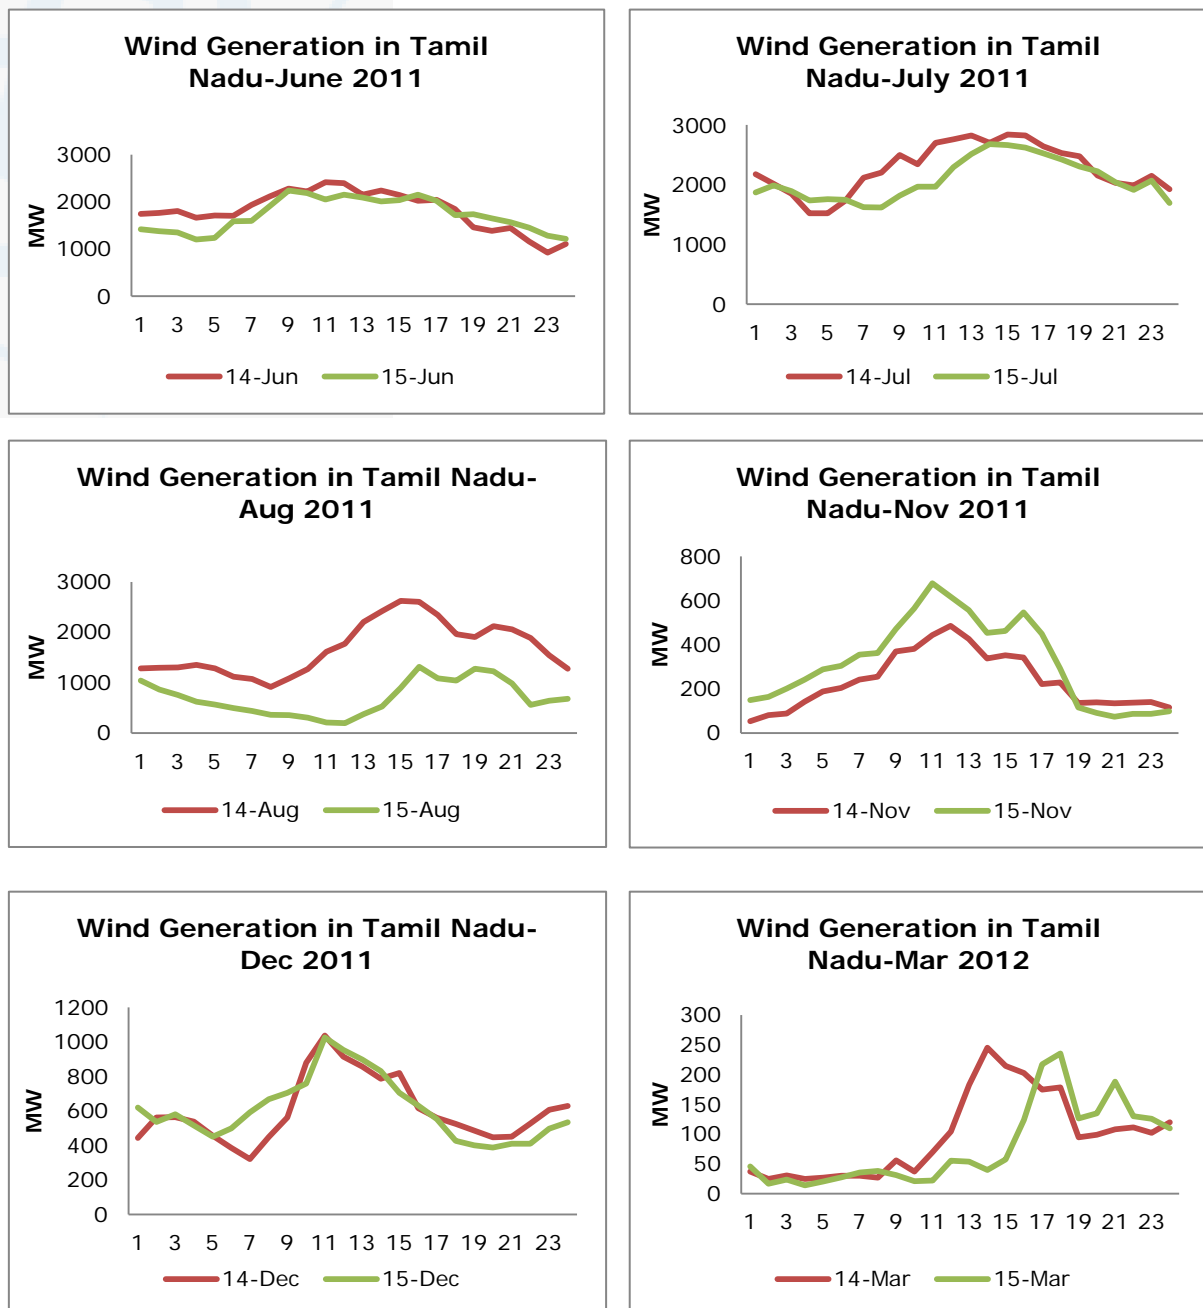 Wind Generation in Tamil
Nadu-June 2011
3000
2000
1000
0
MW
1 3 5 7 9 11 13 15 17 19 21 23
14-Jun 15-Jun
Wind Generation in Tamil
Nadu-July 2011
3000
2000
1000
0
MW
1 3 5 7 9 11 13 15 17 19 21 23
14-Jul 15-Jul
Wind Generation in Tamil Nadu-
Aug 2011
3000
2000
1000
0
MW
1 3 5 7 9 11 13 15 17 19 21 23
14-Aug 15-Aug
Wind Generation in Tamil
Nadu-Nov 2011
800
600
400
200
0
MW
1 3 5 7 9 11 13 15 17 19 21 23
14-Nov 15-Nov
Wind Generation in Tamil Nadu-
Dec 2011
1200
1000
800
600
400
200
0
MW
1 3 5 7 9 11 13 15 17 19 21 23
14-Dec 15-Dec
Wind Generation in Tamil
Nadu-Mar 2012
300
250
200
150
100
50
0
MW
1 3 5 7 9 11 13 15 17 19 21 23
14-Mar 15-Mar